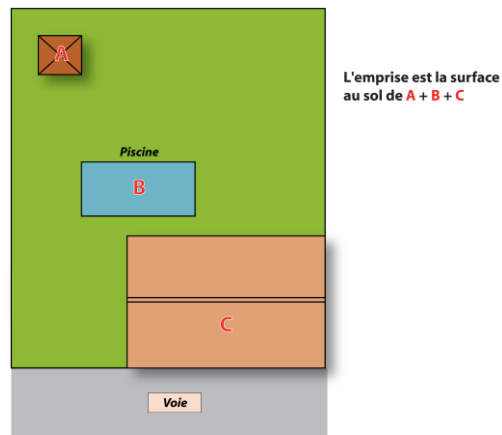 A
L'emprise est la surface
au sol de A + B + C
Piscine
B
C
Voie